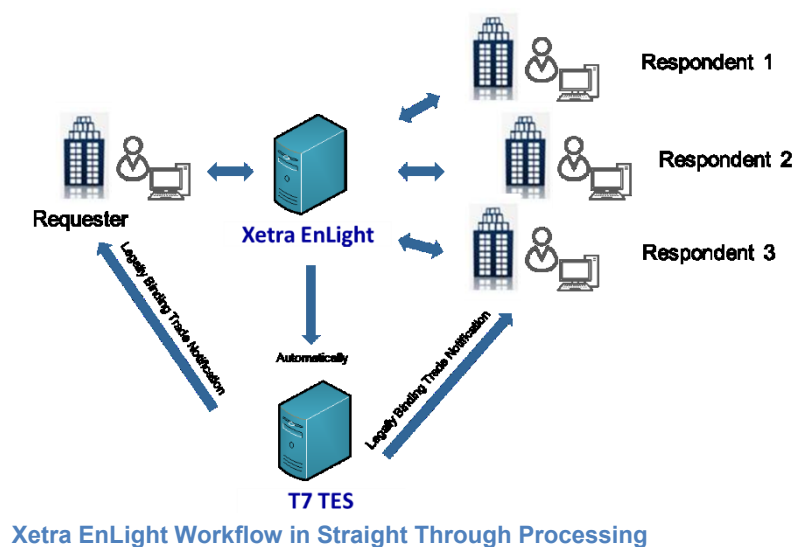 Respondent 1
Respondent 2
Requester
Xetra EnLight
Respondent 3
Legally Binding Trade Notification
Automatically
Legally Binding Trade Notification
T7 TES
Xetra EnLight Workflow in Straight Through Processing